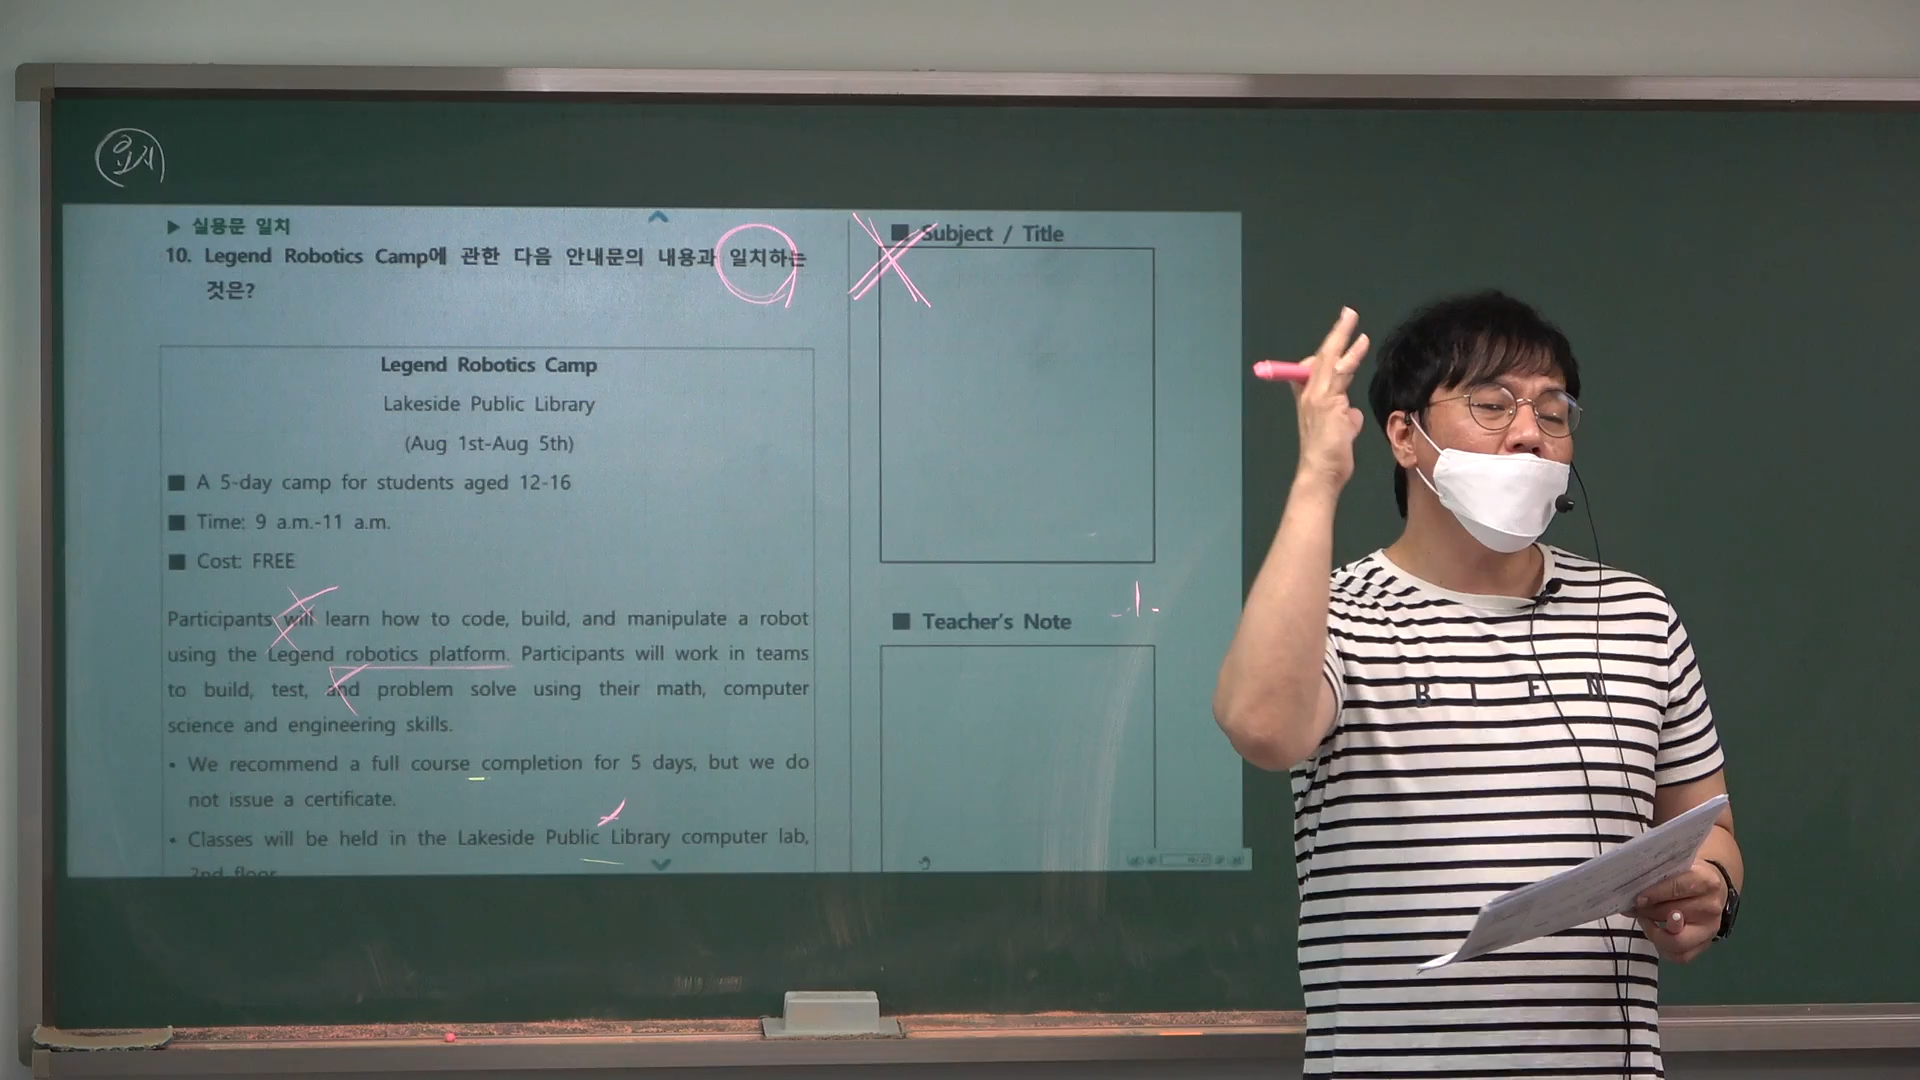 요지
▶ 실용문 일치
10. Legend Robotics Camp에 관한 다음 안내문의 내용과 일치하는
것은?
Legend Robotics Camp
Lakeside Public Library
(Aug 1st-Aug 5th)
■ A 5-day camp for students aged 12-16
■ Time: 9 a.m.-11 a.m.
■ Cost: FREE
Participants will learn how to code, build, and manipulate a robot
using the Legend robotics platform. Participants will work in teams
to build, test, and problem solve using their math, computer
science and engineering skills.
• We recommend a full course completion for 5 days, but we do
not issue a certificate.
• Classes will be held in the Lakeside Public Library computer lab,
2nd floor
■ Subject / Title
■ Teacher's Note
BIEN